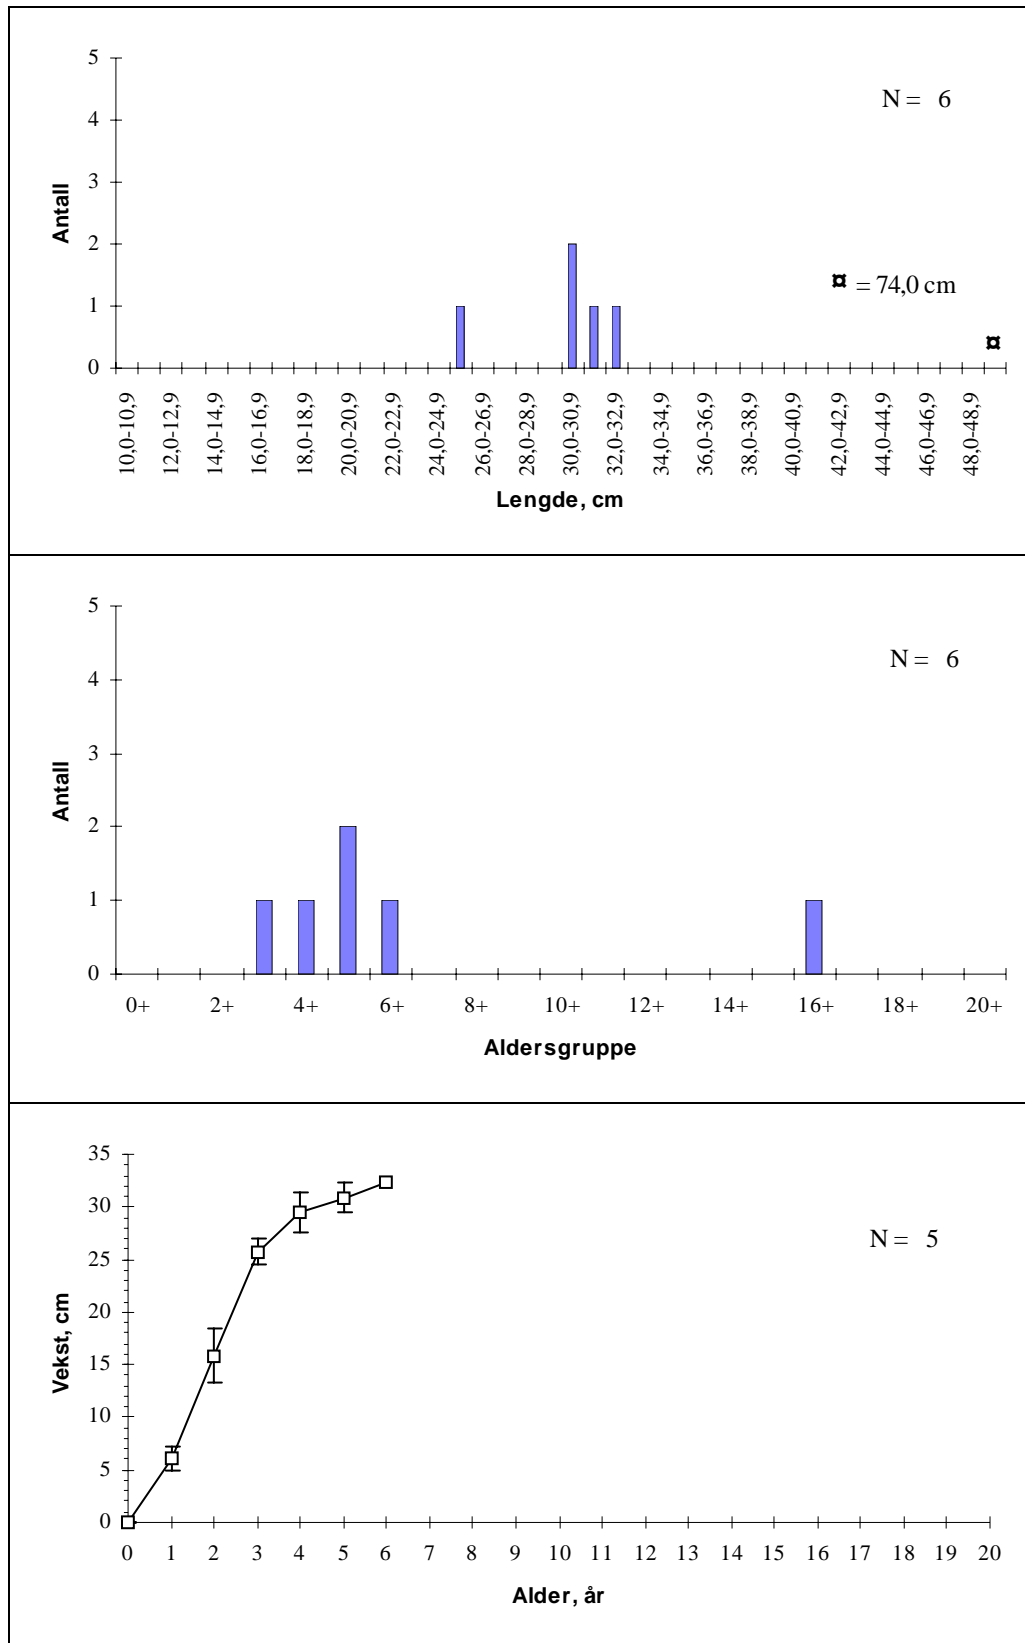 5
N = 6
4
3
Antall
2
¤ = 74,0 cm
1
0
10,0-10,9 12,0-12,9 14,0-14,9 16,0-16,9 18,0-18,9 20,0-20,9 22,0-22,9 24,0-24,9 26,0-26,9 28,0-28,9 30,0-30,9 32,0-32,9 34,0-34,9 36,0-36,9 38,0-38,9 40,0-40,9 42,0-42,9 44,0-44,9 46,0-46,9 48,0-48,9
Lengde, cm
5
N = 6
4
3
Antall
2
1
0
0+ 2+ 4+ 6+ 8+ 10+ 12+ 14+ 16+ 18+ 20+
Aldersgruppe
35
30
N = 5
25
20
Vekst, cm
15
10
5
0
0 1 2 3 4 5 6 7 8 9 10 11 12 13 14 15 16 17 18 19 20
Alder, år